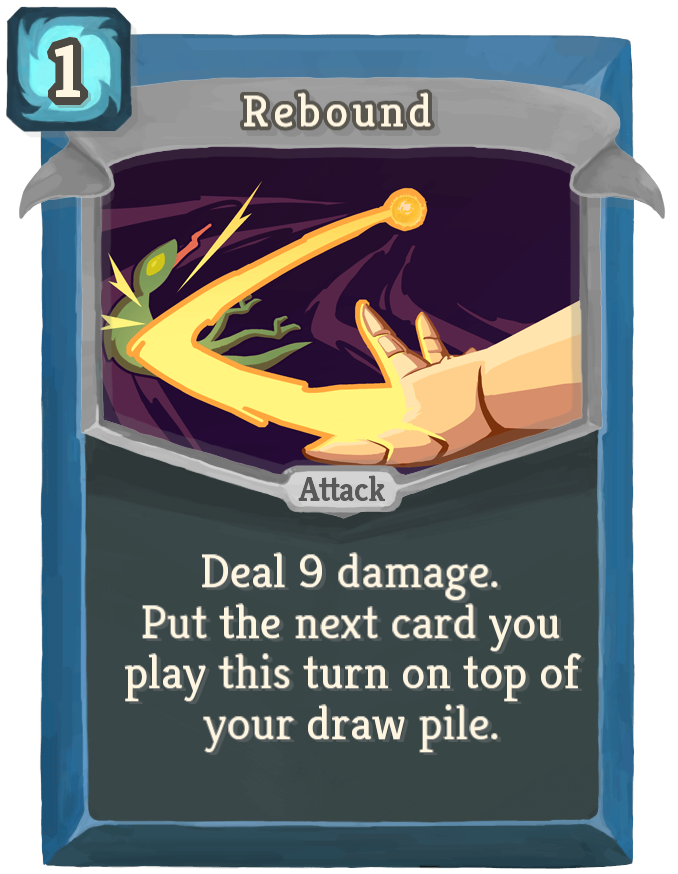 1
Rebound
Attack
Deal 9 damage.
Put the next card you
play this turn on top of
your draw pile.